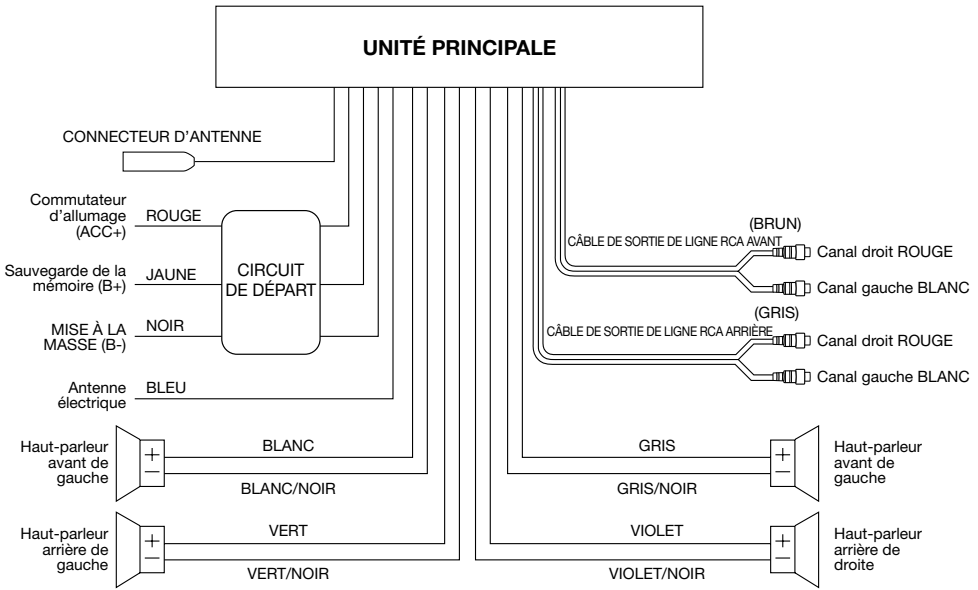 UNITÉ PRINCIPALE
CONNECTEUR D'ANTENNE
Commutateur
d'allumage
(ACC+)
ROUGE
Sauvegarde de la
mémoire (B+)
JAUNE
CIRCUIT
DE DÉPART
MISE À LA
MASSE (B-)
NOIR
Antenne
électrique
BLEU
(BRUN)
CÂBLE DE SORTIE DE LIGNE RCA AVANT
Canal droit ROUGE
Canal gauche BLANC
(GRIS)
CÂBLE DE SORTIE DE LIGNE RCA ARRIÈRE
Canal droit ROUGE
Canal gauche BLANC
Haut-parleur
avant de
gauche
+
−
BLANC
BLANC/NOIR
GRIS
GRIS/NOIR
+
−
Haut-parleur
avant de
gauche
Haut-parleur
arrière de
gauche
+
−
VERT
VERT/NOIR
VIOLET
VIOLET/NOIR
+
−
Haut-parleur
arrière de
droite